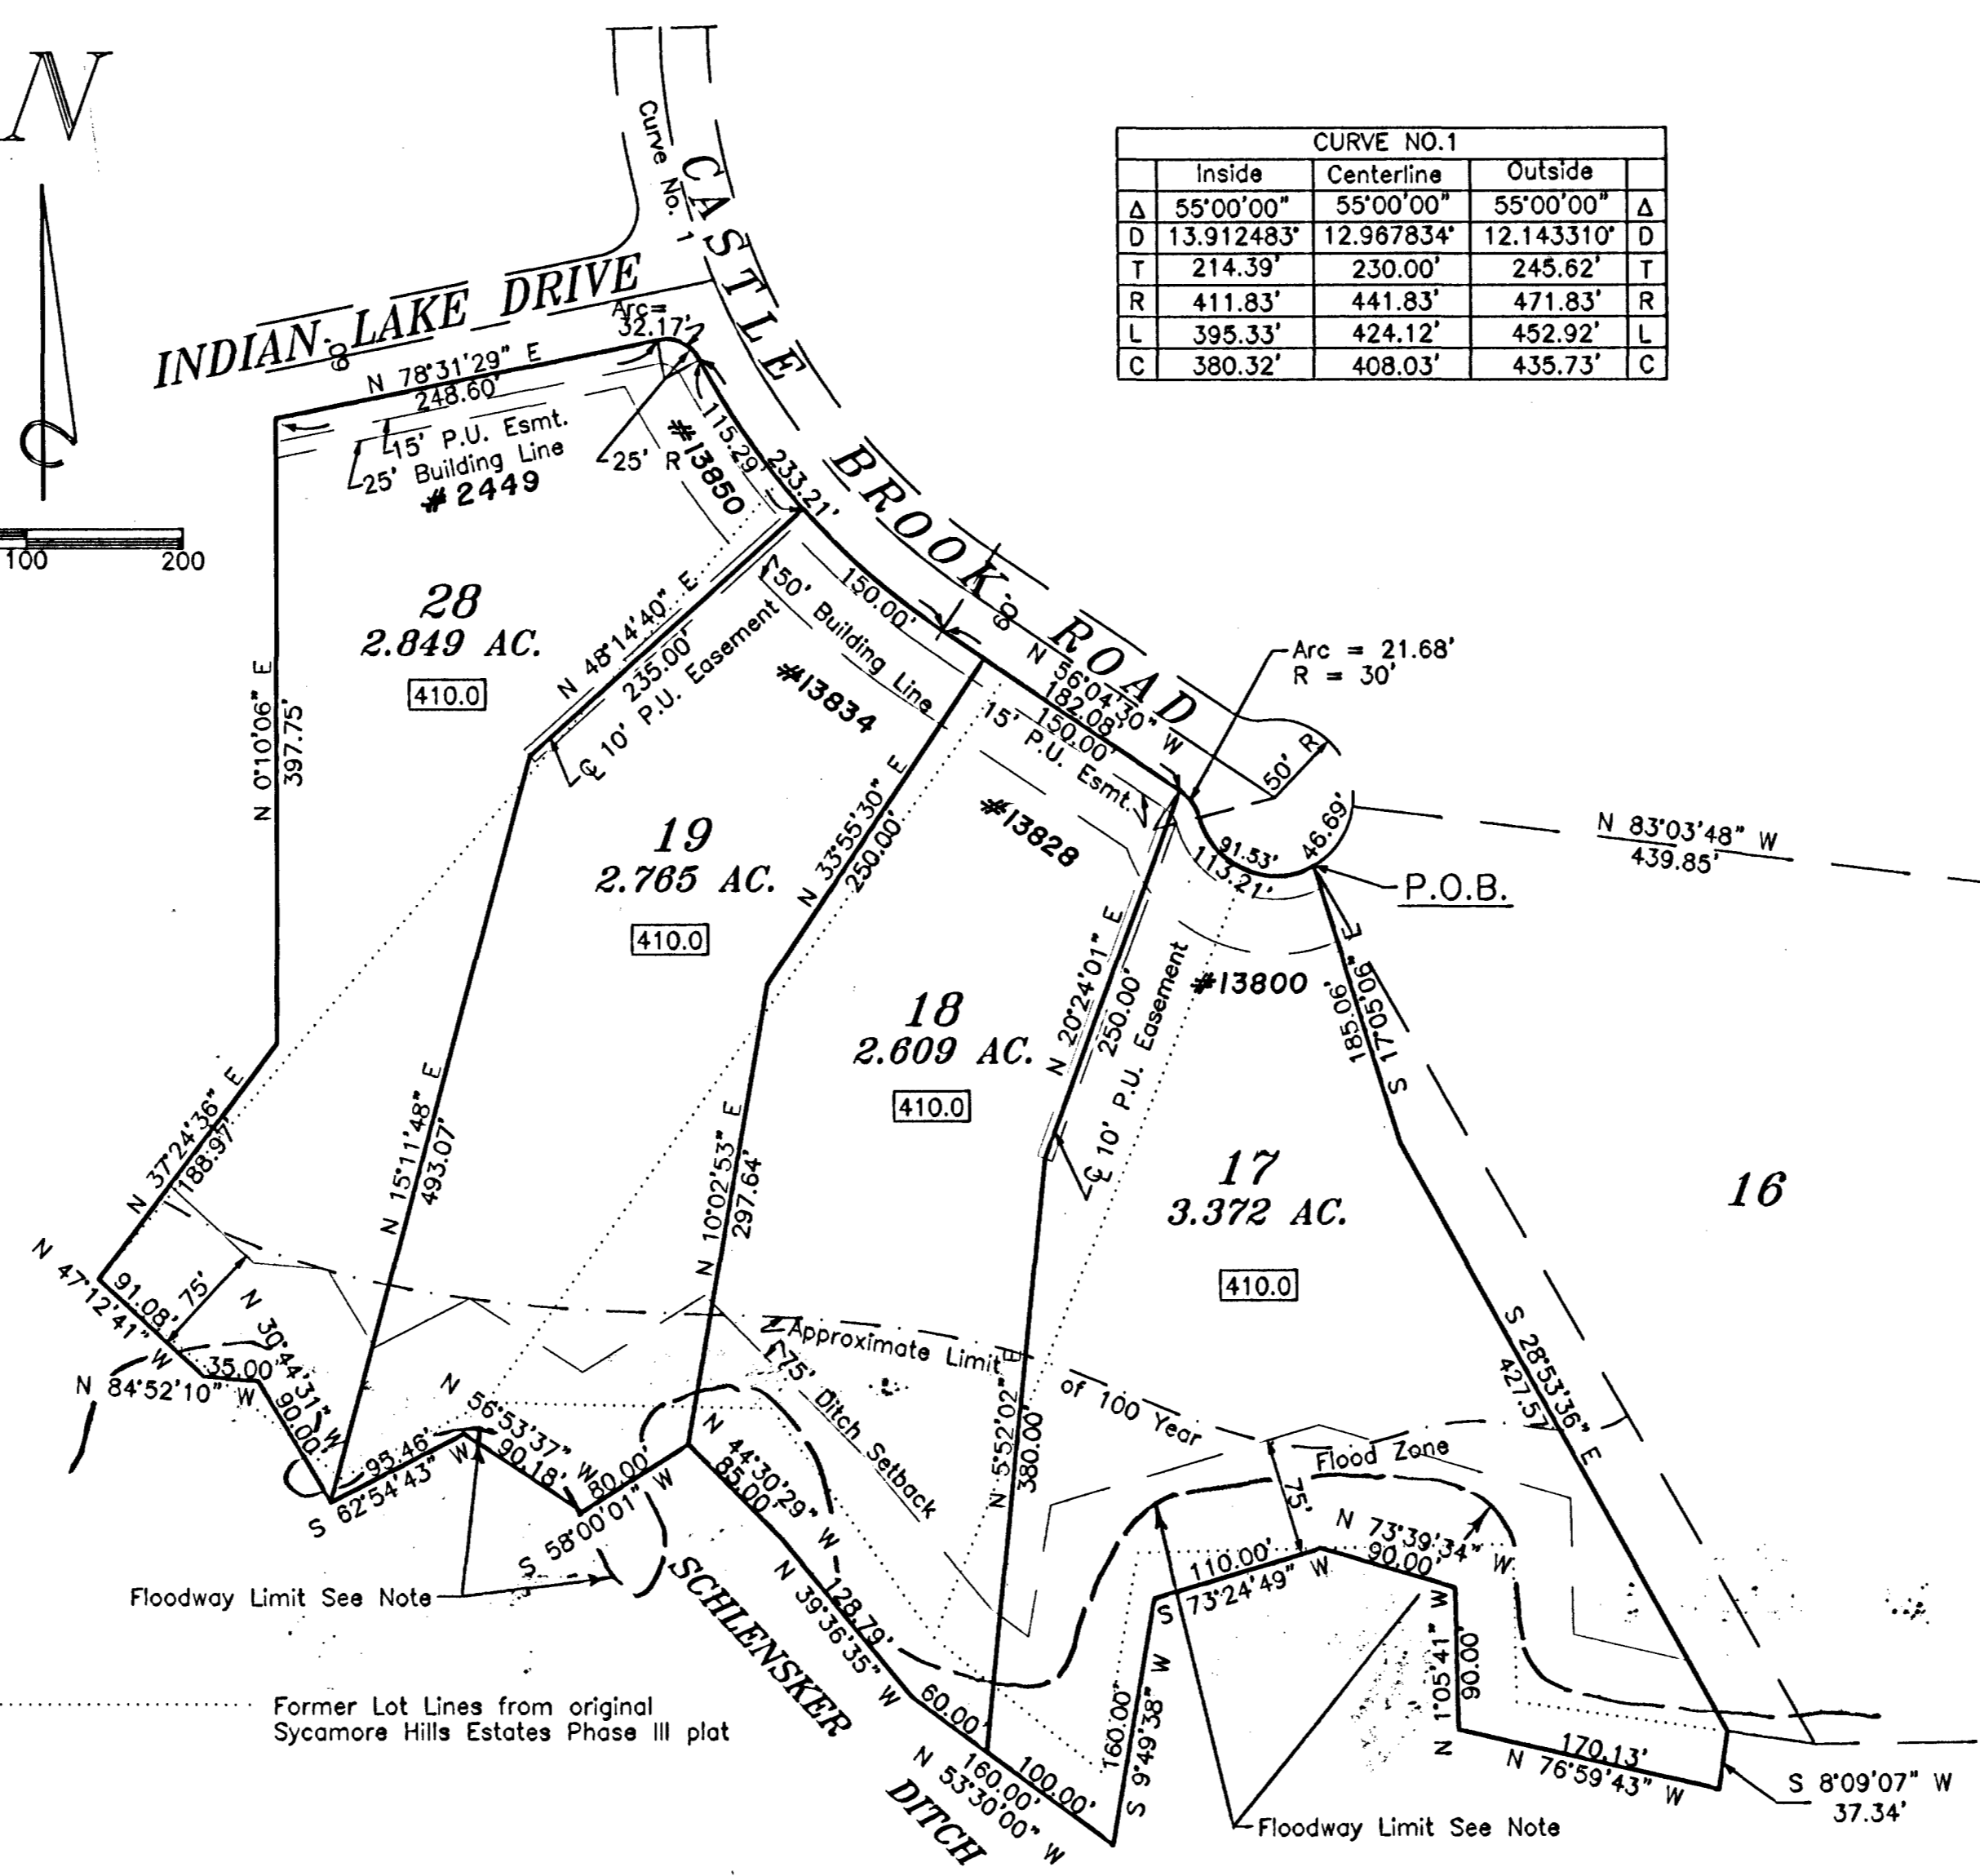 N
100 200
Curve No. 1
CASTLE BROOK ROAD
INDIAN LAKE DRIVE
60'
60'
CURVE NO.1
Inside Centerline Outside
Δ 55°00'00" 55°00'00" 55°00'00" Δ
D 13.912483° 12.967834° 12.143310° D
T 214.39' 230.00' 245.62' T
R 411.83' 441.83' 471.83' R
L 395.33' 424.12' 452.92' L
C 380.32' 408.03' 435.73' C
Arc=
32.17'
N 78°31'29" E
248.60'
15' P.U. Esmt.
25' Building Line
#2449
25' R
#13850
115.29'
233.21'
28
2.849 AC.
410.0
N 0°10'06" E
397.75'
N 48°14'40" E
235.00'
℄ 10' P.U. Easement
150.00'
50' Building Line
#13834
N 56°04'30" W
182.08'
150.00'
15' P.U. Esmt.
#13828
Arc = 21.68'
R = 30'
50' R
46.69'
91.53'
113.21'
P.O.B.
N 83°03'48" W
439.85'
19
2.765 AC.
410.0
N 33°55'30" E
250.00'
18
2.609 AC.
410.0
N 20°24'01" E
250.00'
℄ 10' P.U. Easement
#13800
S 17°05'06" E
185.06'
17
3.372 AC.
410.0
16
N 37°24'36" E
188.97'
N 15°11'48" E
493.07'
N 10°02'53" E
297.64'
N 5°52'02" E
380.00'
S 28°53'36" E
427.57'
N 47°12'41" W
91.08'
75'
N 84°52'10" W
35.00'
N 30°44'31" W
90.00'
S 62°54'43" W
95.46'
N 56°53'37" W
90.18'
S 58°00'01" W
80.00'
N 44°30'29" W
85.00'
Approximate Limit
of 100 Year
Flood Zone
75' Ditch Setback
75'
N 39°36'35" W
128.79'
60.00'
160.00'
100.00'
N 53°30'00" W
160.00'
S 9°49'38" W
110.00'
S 73°24'49" W
N 73°39'34" W
90.00'
N 1°05'41" W
90.00'
170.13'
N 76°59'43" W
S 8°09'07" W
37.34'
Floodway Limit See Note
SCHLENSKER
DITCH
Floodway Limit See Note
Former Lot Lines from original
Sycamore Hills Estates Phase III plat